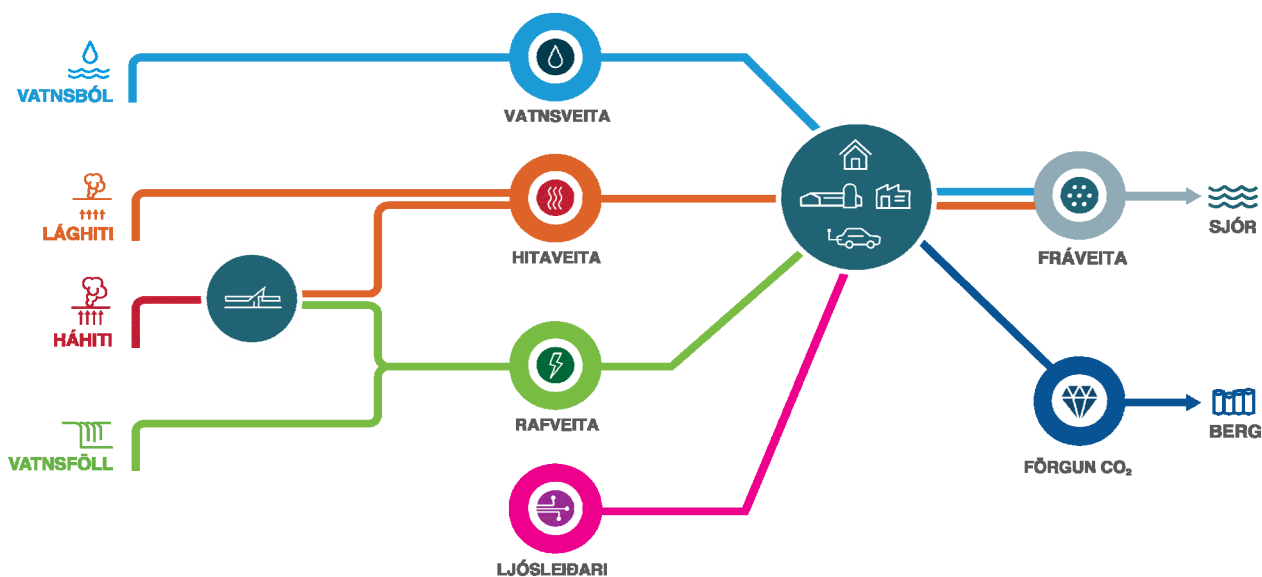 VATNSBÓL
VATNSVEITA
LÁGHITI
HITAVEITA
HÁHITI
RAFVEITA
VATNSFÖLL
LJÓSLEIÐARI
FRÁVEITA
SJÓR
FÖRGUN CO₂
BERG